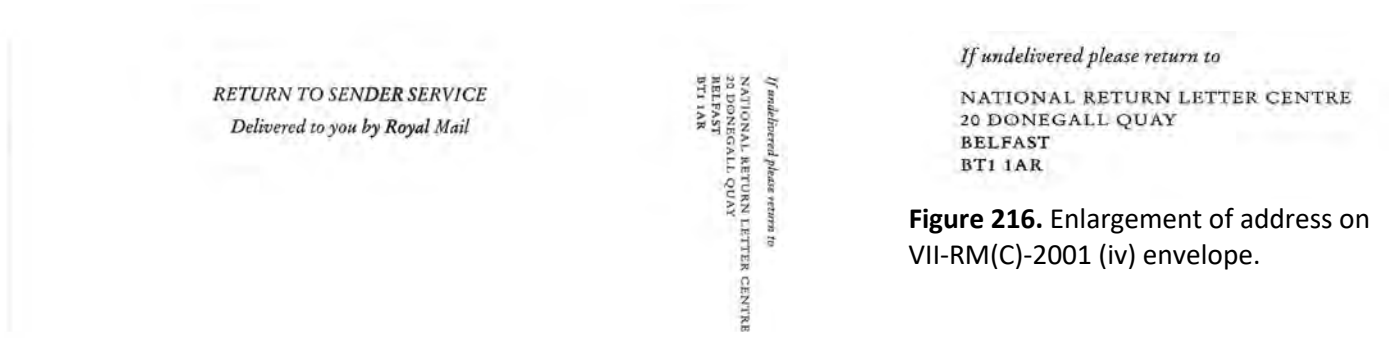 RETURN TO SENDER SERVICE
Delivered to you by Royal Mail
If undelivered please return to
NATIONAL RETURN LETTER CENTRE
20 DONEGALL QUAY
BELFAST
BT1 1AR
If undelivered please return to
NATIONAL RETURN LETTER CENTRE
20 DONEGALL QUAY
BELFAST
BT1 1AR
Figure 216. Enlargement of address on
VII-RM(C)-2001 (iv) envelope.